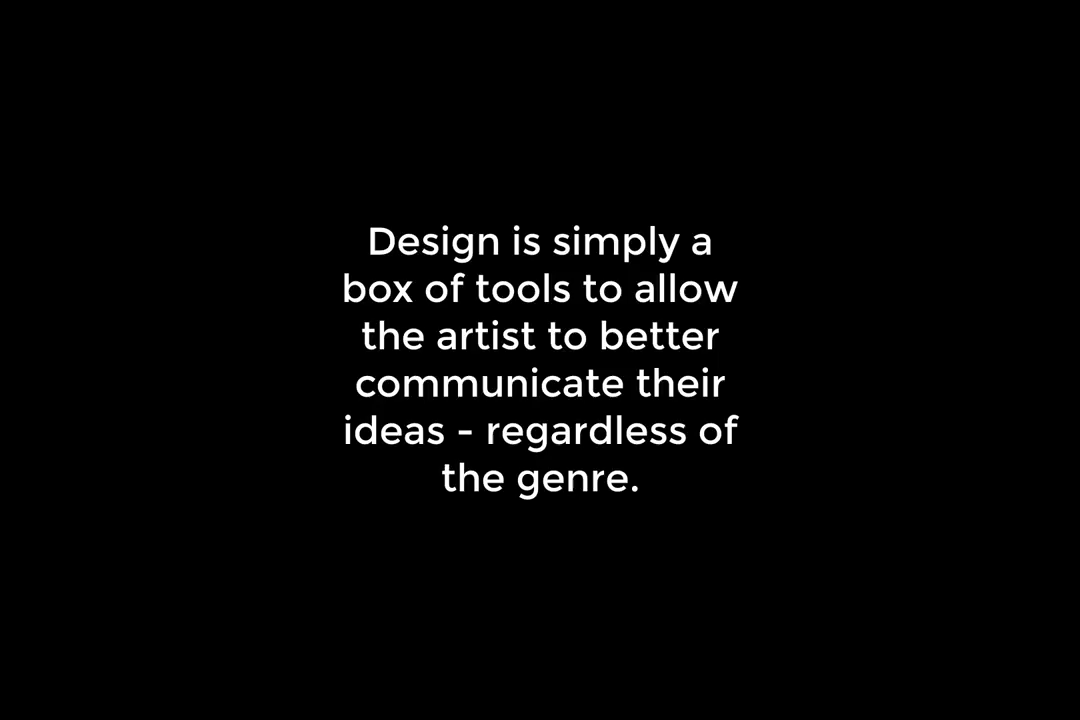 Design is simply a
box of tools to allow
the artist to better
communicate their
ideas - regardless of
the genre.